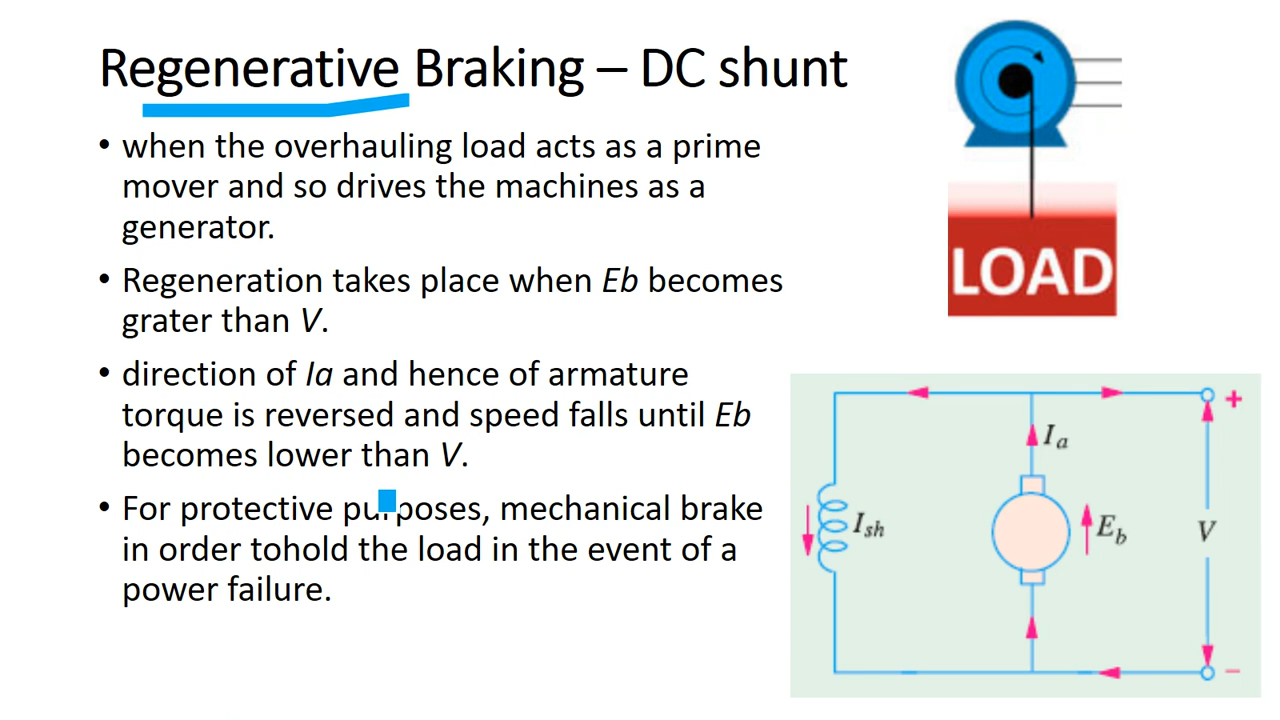 Regenerative Braking – DC shunt
• when the overhauling load acts as a prime
mover and so drives the machines as a
generator.
• Regeneration takes place when Eb becomes
grater than V.
• direction of Ia and hence of armature
torque is reversed and speed falls until Eb
becomes lower than V.
• For protective purposes, mechanical brake
in order tohold the load in the event of a
power failure.
LOAD
+
Ia
Ish
Eb
V
−